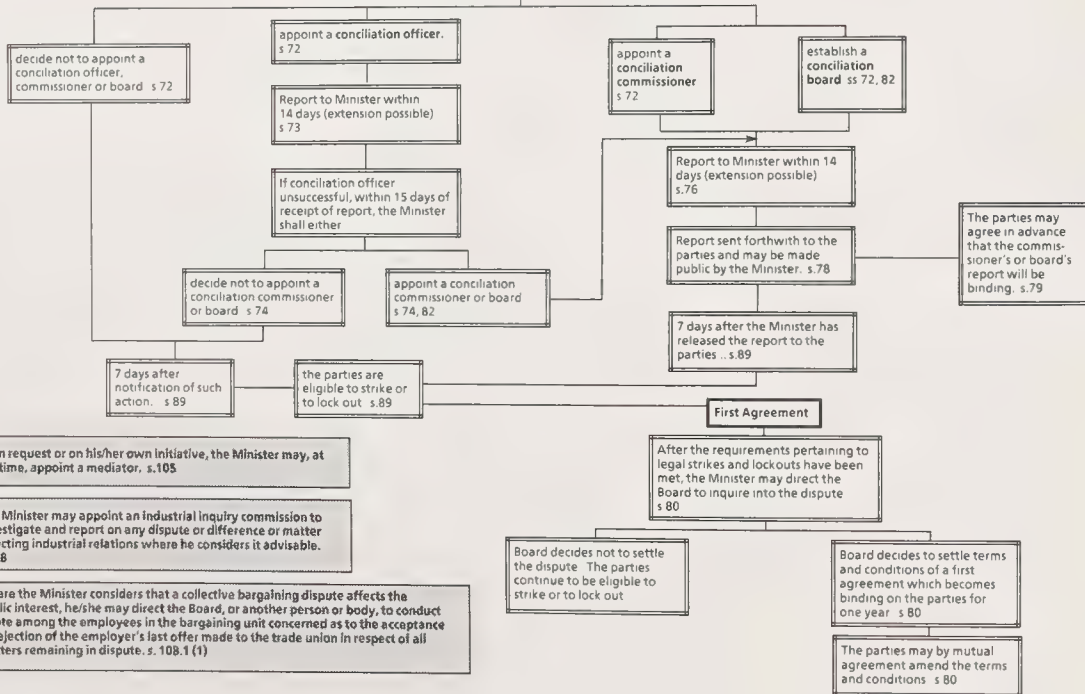 decide not to appoint a
conciliation officer,
commissioner or board s 72
appoint a conciliation officer.
s 72
appoint a
conciliation
commissioner
s 72
establish a
conciliation
board ss 72, 82
Report to Minister within
14 days (extension possible)
s 73
If conciliation officer
unsuccessful, within 15 days of
receipt of report, the Minister
shall either
Report to Minister within 14
days (extension possible)
s.76
Report sent forthwith to the
parties and may be made
public by the Minister. s.78
The parties may
agree in advance
that the commis-
sioner's or board's
report will be
binding. s.79
decide not to appoint a
conciliation commissioner
or board s 74
appoint a conciliation
commissioner or board
s 74, 82
7 days after the Minister has
released the report to the
parties .. s.89
7 days after
notification of such
action. s 89
the parties are
eligible to strike or
to lock out s.89
First Agreement
After the requirements pertaining to
legal strikes and lockouts have been
met, the Minister may direct the
Board to inquire into the dispute
s 80
Board decides not to settle
the dispute The parties
continue to be eligible to
strike or to lock out
Board decides to settle terms
and conditions of a first
agreement which becomes
binding on the parties for
one year s 80
The parties may by mutual
agreement amend the terms
and conditions s 80
n request or on his/her own initiative, the Minister may, at
time, appoint a mediator. s.105
Minister may appoint an industrial inquiry commission to
estigate and report on any dispute or difference or matter
cting industrial relations where he considers it advisable.
8
are the Minister considers that a collective bargaining dispute affects the
lic interest, he/she may direct the Board, or another person or body, to conduct
te among the employees in the bargaining unit concerned as to the acceptance
ejection of the employer's last offer made to the trade union in respect of all
ters remaining in dispute. s. 108.1 (1)